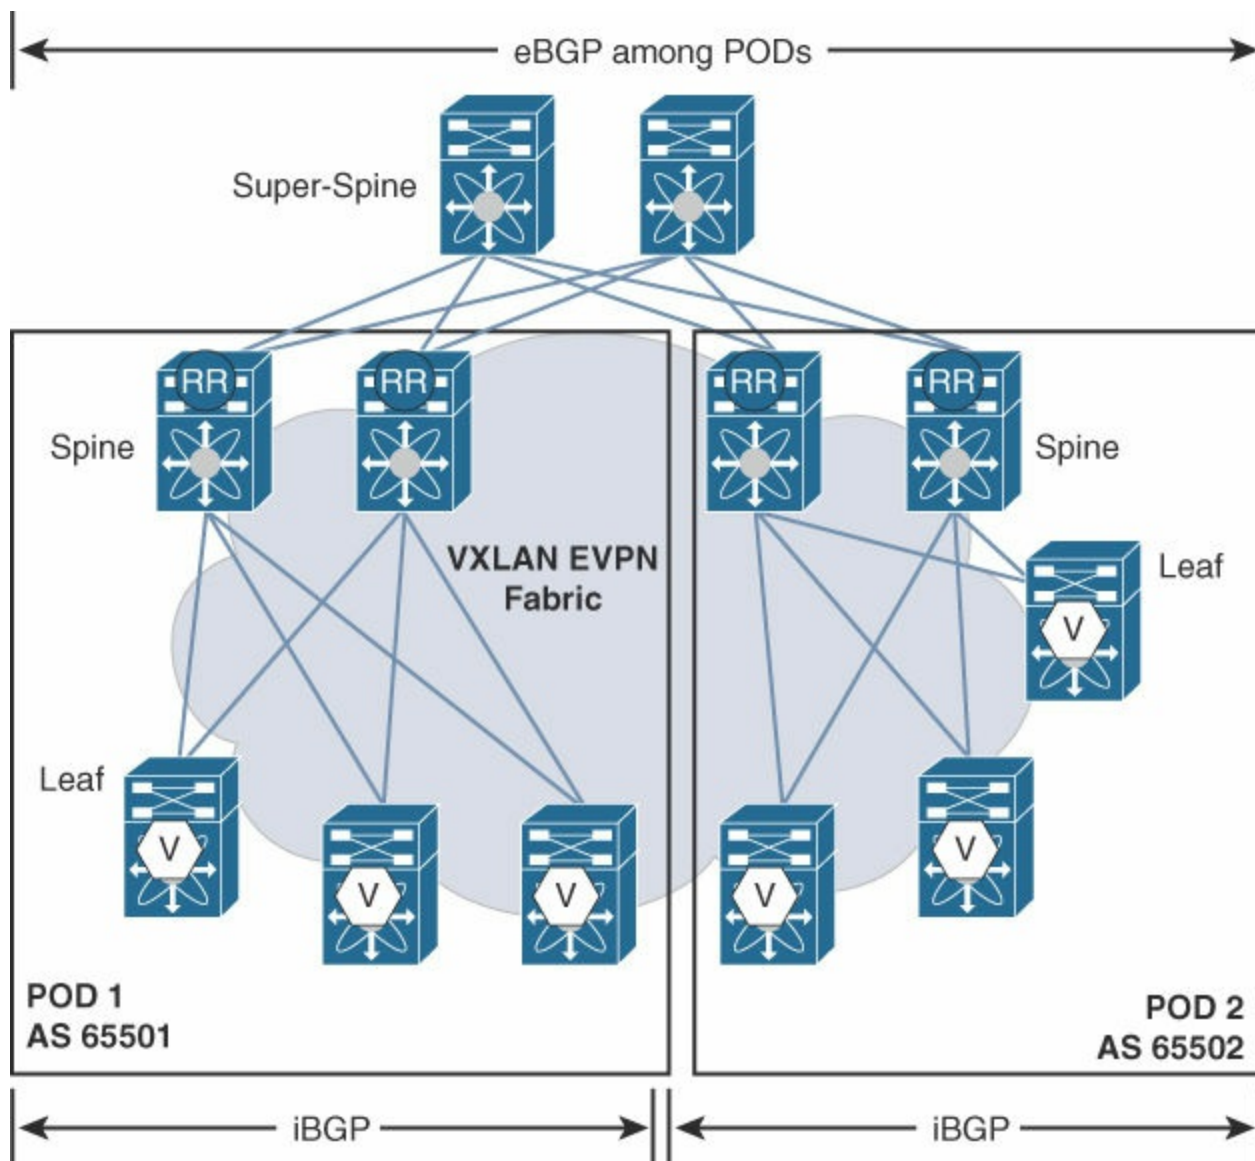 eBGP among PODs
Super-Spine
RR
RR
RR
RR
Spine
Spine
VXLAN EVPN
Fabric
Leaf
V
Leaf
V
V
V
V
V
POD 1
AS 65501
POD 2
AS 65502
iBGP
iBGP